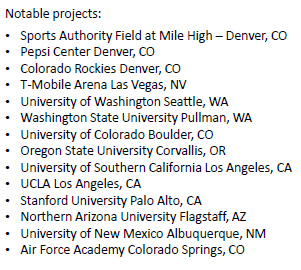 Notable projects:
• Sports Authority Field at Mile High – Denver, CO
• Pepsi Center Denver, CO
• Colorado Rockies Denver, CO
• T-Mobile Arena Las Vegas, NV
• University of Washington Seattle, WA
• Washington State University Pullman, WA
• University of Colorado Boulder, CO
• Oregon State University Corvallis, OR
• University of Southern California Los Angeles, CA
• UCLA Los Angeles, CA
• Stanford University Palo Alto, CA
• Northern Arizona University Flagstaff, AZ
• University of New Mexico Albuquerque, NM
• Air Force Academy Colorado Springs, CO